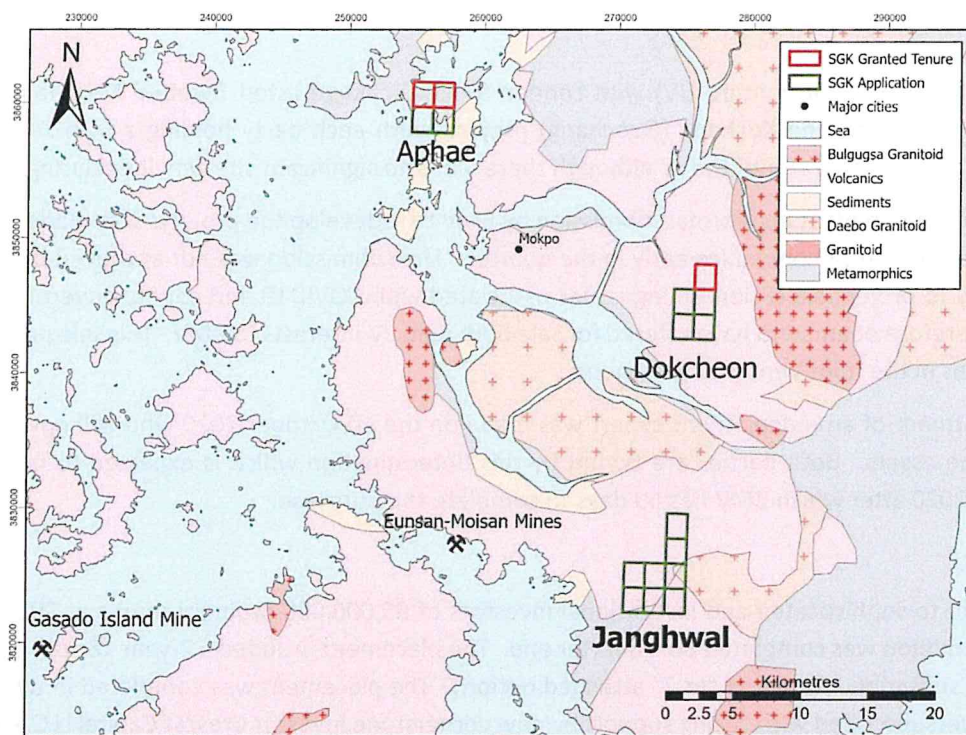 230000 240000 250000 260000 270000 280000 290000
N
3860000
3850000
3840000
3830000
3820000
Aphae
Mokpo
Dokcheon
Eunsan-Moisan Mines
Gasado Island Mine
Janghwal
SGK Granted Tenure
SGK Application
Major cities
Sea
Bulgugsa Granitoid
Volcanics
Sediments
Daebo Granitoid
Granitoid
Metamorphics
Kilometres
0 2.5 5 10 15 20